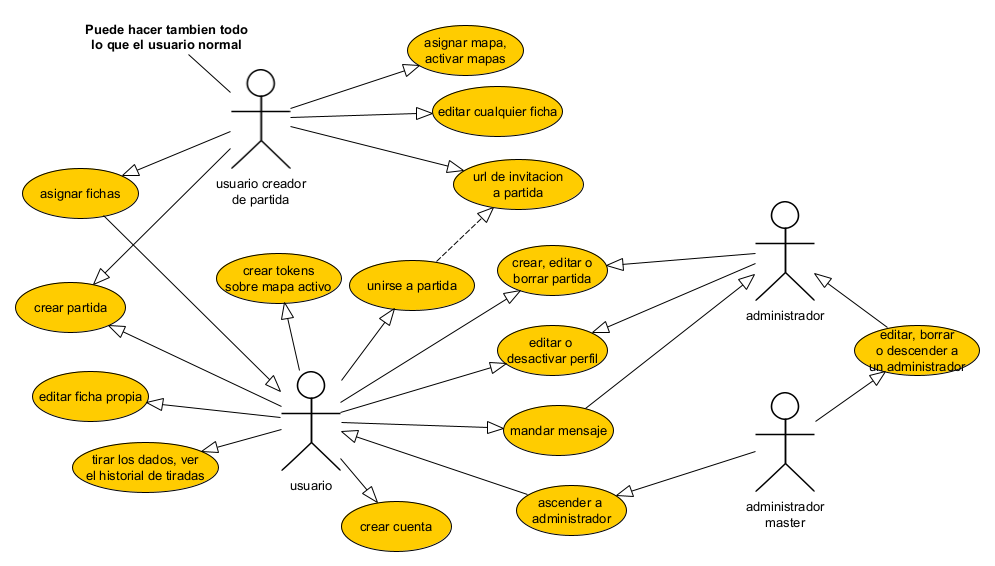 Puede hacer tambien todo
lo que el usuario normal
asignar mapa,
activar mapas
editar cualquier ficha
usuario creador
de partida
url de invitacion
a partida
asignar fichas
crear tokens
sobre mapa activo
unirse a partida
crear, editar o
borrar partida
crear partida
administrador
editar o
desactivar perfil
editar, borrar
o descender a
un administrador
editar ficha propia
mandar mensaje
tirar los dados, ver
el historial de tiradas
usuario
crear cuenta
ascender a
administrador
administrador
master